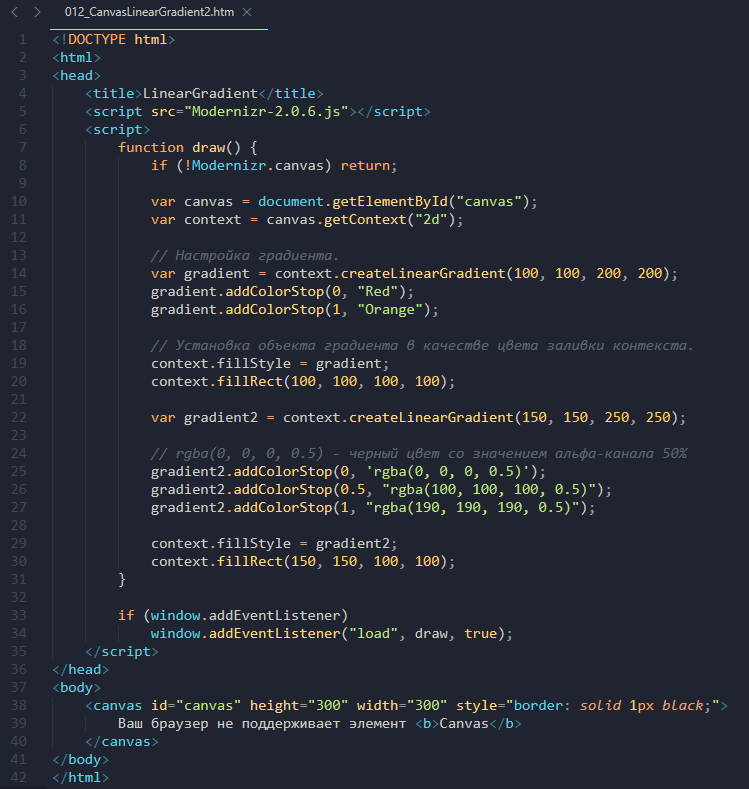 012_CanvasLinearGradient2.htm
1 <!DOCTYPE html>
2 <html>
3 <head>
4     <title>LinearGradient</title>
5     <script src="Modernizr-2.0.6.js"></script>
6     <script>
7         function draw() {
8             if (!Modernizr.canvas) return;
9
10             var canvas = document.getElementById("canvas");
11             var context = canvas.getContext("2d");
12
13             // Настройка градиента.
14             var gradient = context.createLinearGradient(100, 100, 200, 200);
15             gradient.addColorStop(0, "Red");
16             gradient.addColorStop(1, "Orange");
17
18             // Установка объекта градиента в качестве цвета заливки контекста.
19             context.fillStyle = gradient;
20             context.fillRect(100, 100, 100, 100);
21
22             var gradient2 = context.createLinearGradient(150, 150, 250, 250);
23
24             // rgba(0, 0, 0, 0.5) - черный цвет со значением альфа-канала 50%
25             gradient2.addColorStop(0, 'rgba(0, 0, 0, 0.5)');
26             gradient2.addColorStop(0.5, "rgba(100, 100, 100, 0.5)");
27             gradient2.addColorStop(1, "rgba(190, 190, 190, 0.5)");
28
29             context.fillStyle = gradient2;
30             context.fillRect(150, 150, 100, 100);
31         }
32
33         if (window.addEventListener)
34             window.addEventListener("load", draw, true);
35     </script>
36 </head>
37 <body>
38     <canvas id="canvas" height="300" width="300" style="border: solid 1px black;">
39         Ваш браузер не поддерживает элемент <b>Canvas</b>
40     </canvas>
41 </body>
42 </html>